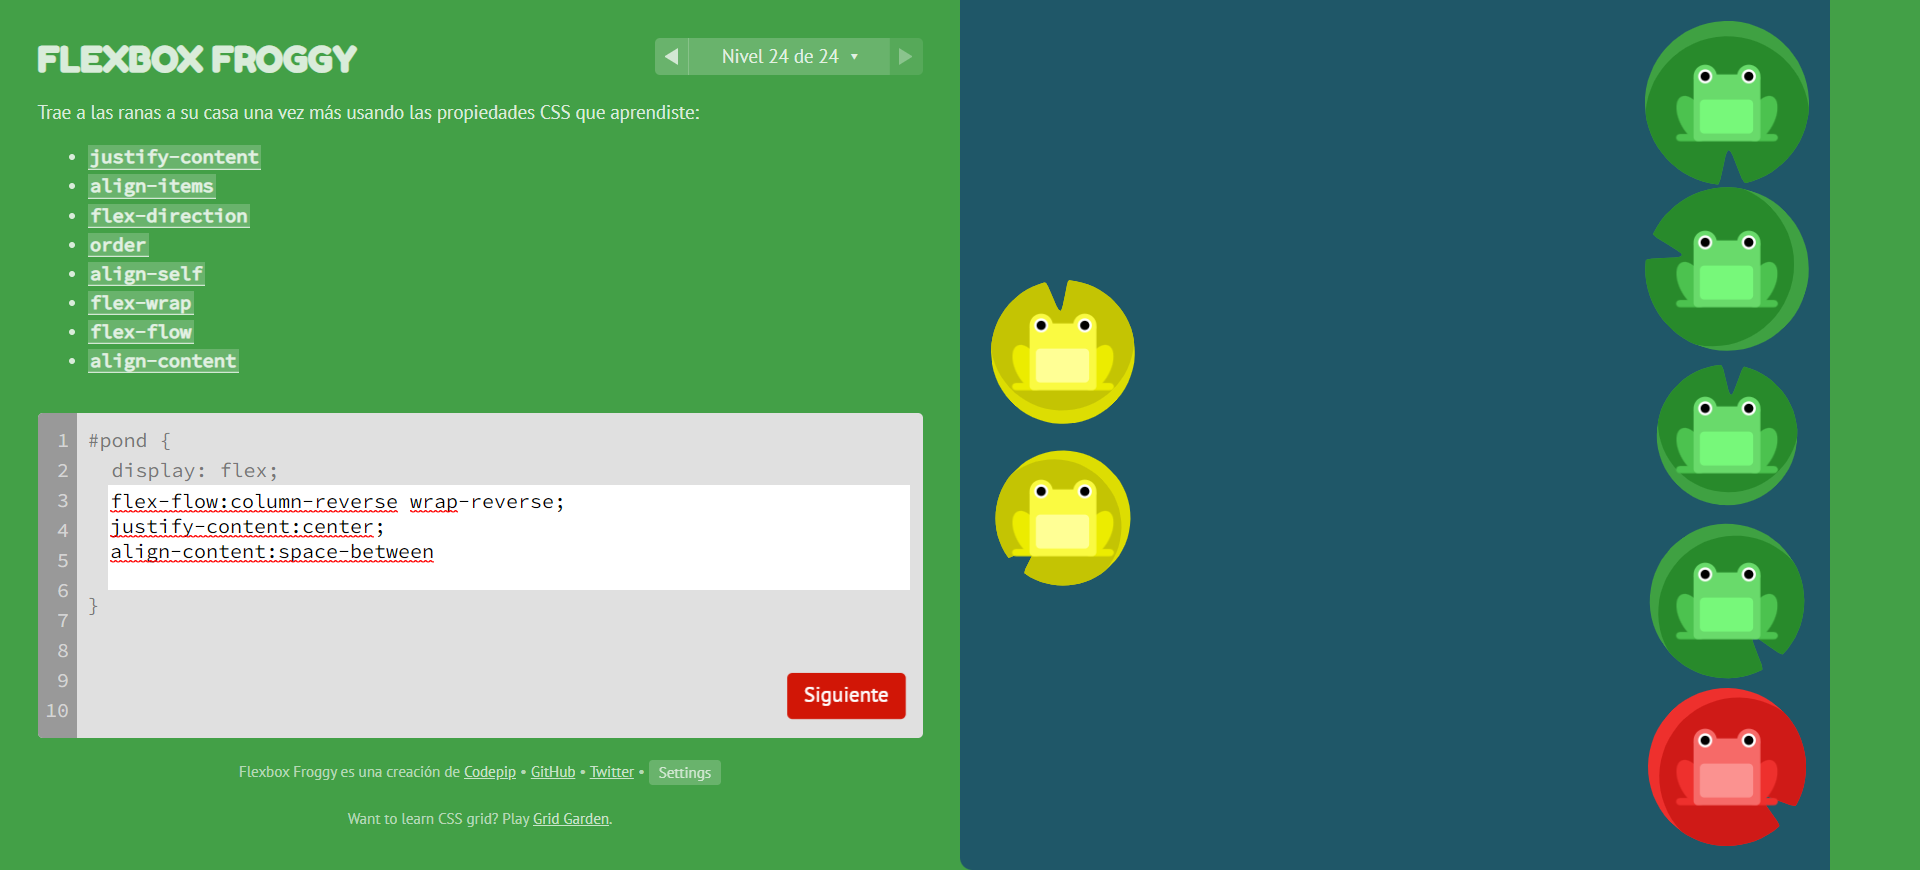 FLEXBOX FROGGY
Nivel 24 de 24
Trae a las ranas a su casa una vez más usando las propiedades CSS que aprendiste:
justify-content
align-items
flex-direction
order
align-self
flex-wrap
flex-flow
align-content
1 #pond {
2 display: flex;
3 flex-flow:column-reverse wrap-reverse;
4 justify-content:center;
5 align-content:space-between
6
7 }
8
9
10
Siguiente
Flexbox Froggy es una creación de Codepip • GitHub • Twitter • Settings
Want to learn CSS grid? Play Grid Garden.